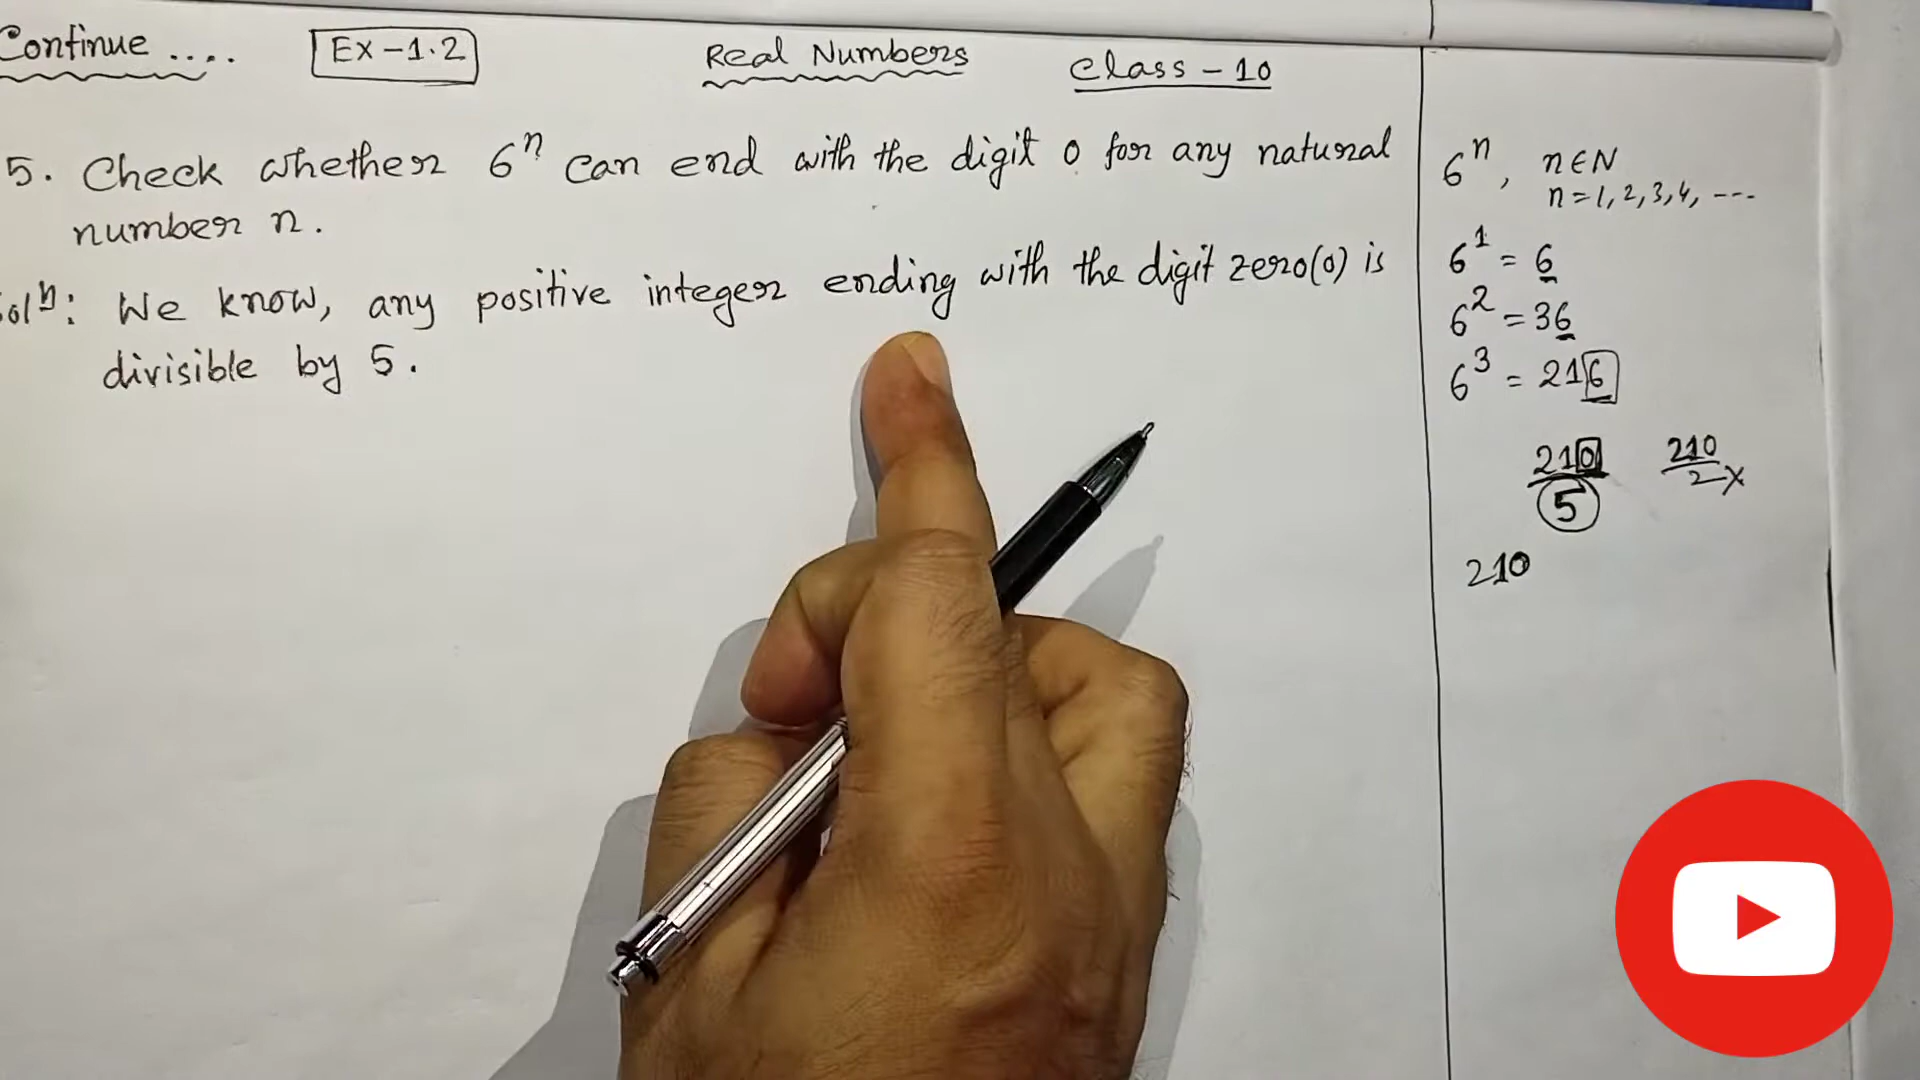 Continue ....
Ex-1.2
Real Numbers
Class - 10
5. Check whether 6ⁿ can end with the digit 0 for any natural
number n.
Solⁿ: We know, any positive integer ending with the digit zero(0) is
divisible by 5.
6ⁿ, n∈N
n=1,2,3,4, ---
6¹ = 6
6² = 36
6³ = 216
210/5 210/2 x
210